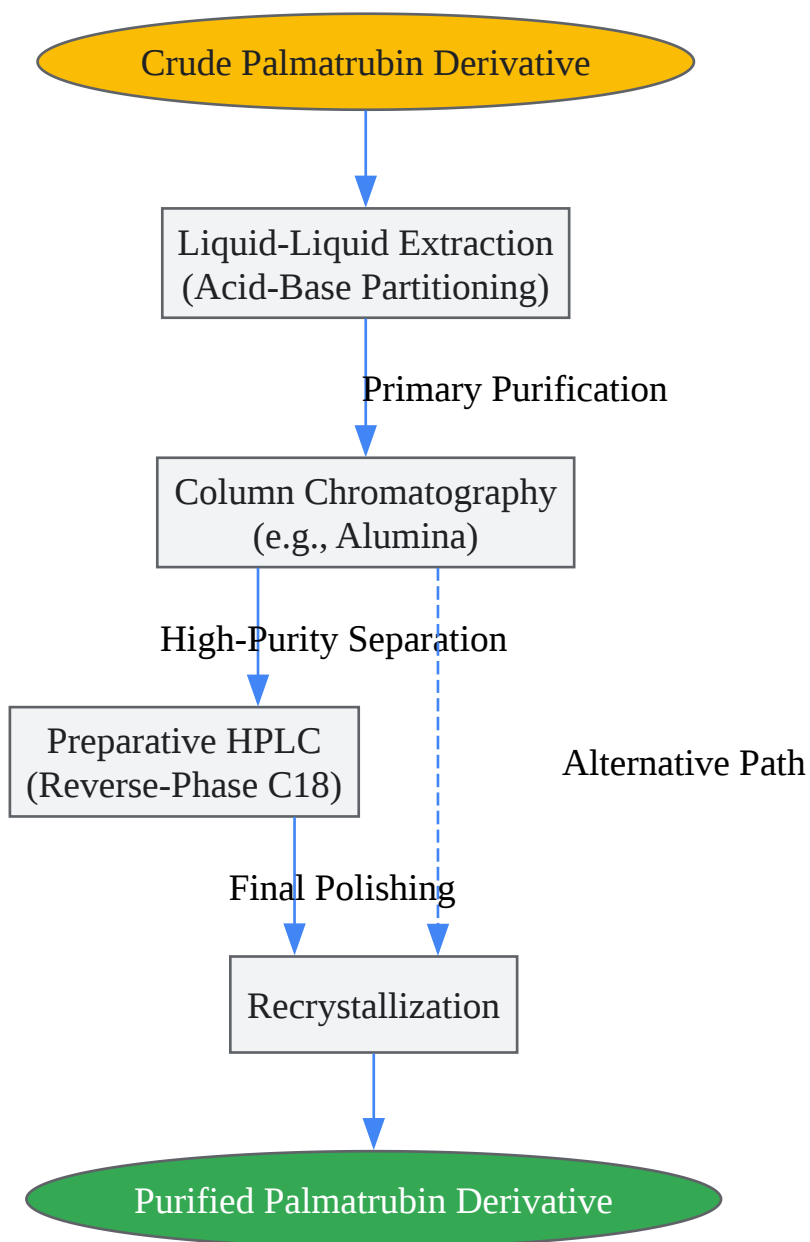 Crude Palmatrubin Derivative
Liquid-Liquid Extraction
(Acid-Base Partitioning)
Primary Purification
Column Chromatography
(e.g., Alumina)
High-Purity Separation
Preparative HPLC
(Reverse-Phase C18)
Alternative Path
Final Polishing
Recrystallization
Purified Palmatrubin Derivative